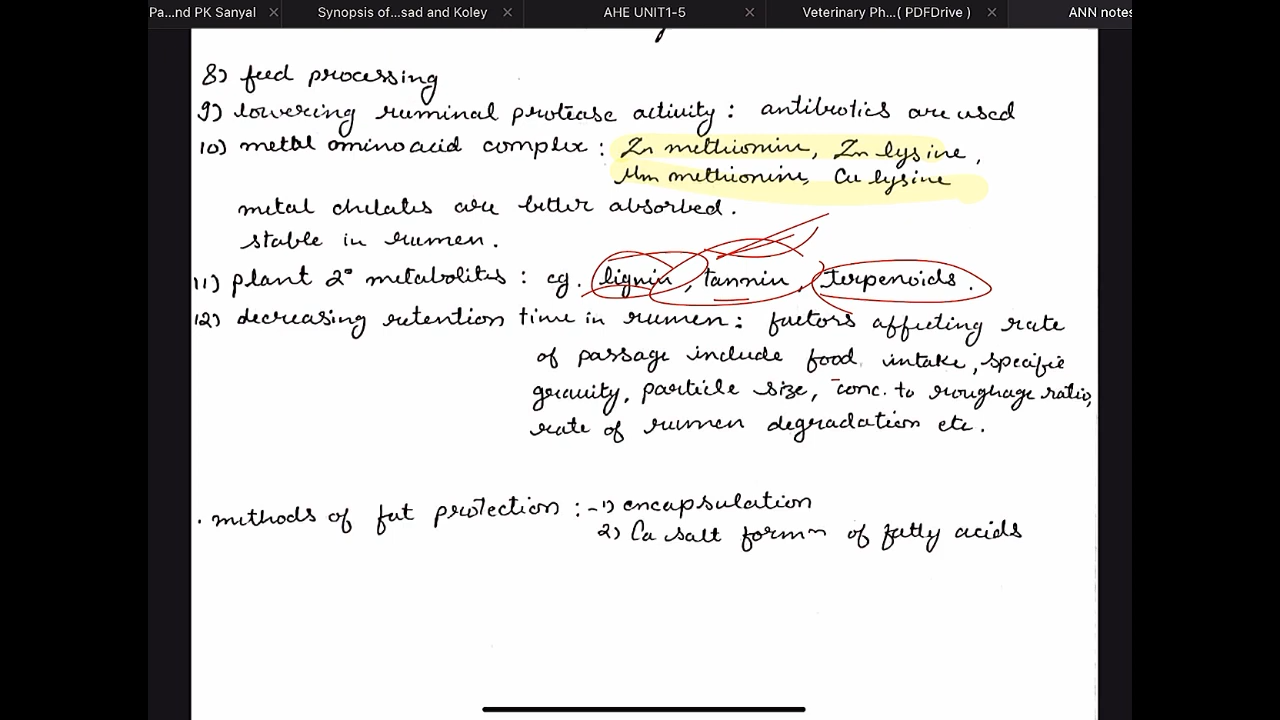 Pa...nd PK Sanyal
Synopsis of...sad and Koley
AHE UNIT1-5
Veterinary Ph...( PDFDrive )
ANN notes
8) feed processing
9) lowering ruminal protease activity : antibiotics are used
10) metal amino acid complex : Zn methionine, Zn lysine,
Mn methionine, Cu lysine
metal chelates are better absorbed.
stable in rumen.
11) plant 2° metabolites : eg. lignin, tannin, terpenoids.
12) decreasing retention time in rumen : factors affecting rate
of passage include food intake, specific
gravity, particle size, conc. to roughage ratio,
rate of rumen degradation etc.
. methods of fat protection :- 1) encapsulation
2) Ca salt formn of fatty acids